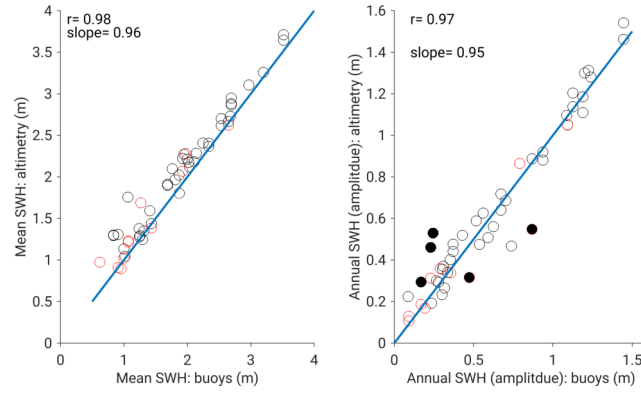 r= 0.98
slope= 0.96
4
3.5
3
2.5
2
1.5
1
0.5
0
0 1 2 3 4
Mean SWH: altimetry (m)
Mean SWH: buoys (m)
r= 0.97
slope= 0.95
1.6
1.4
1.2
1
0.8
0.6
0.4
0.2
0
0 0.5 1 1.5
Annual SWH (amplitdue): altimetry (m)
Annual SWH (amplitdue): buoys (m)